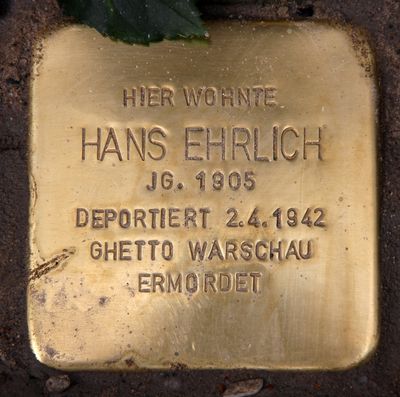 HIER WOHNTE
HANS EHRLICH
JG. 1905
DEPORTIERT 2.4.1942
GHETTO WARSCHAU
ERMORDET